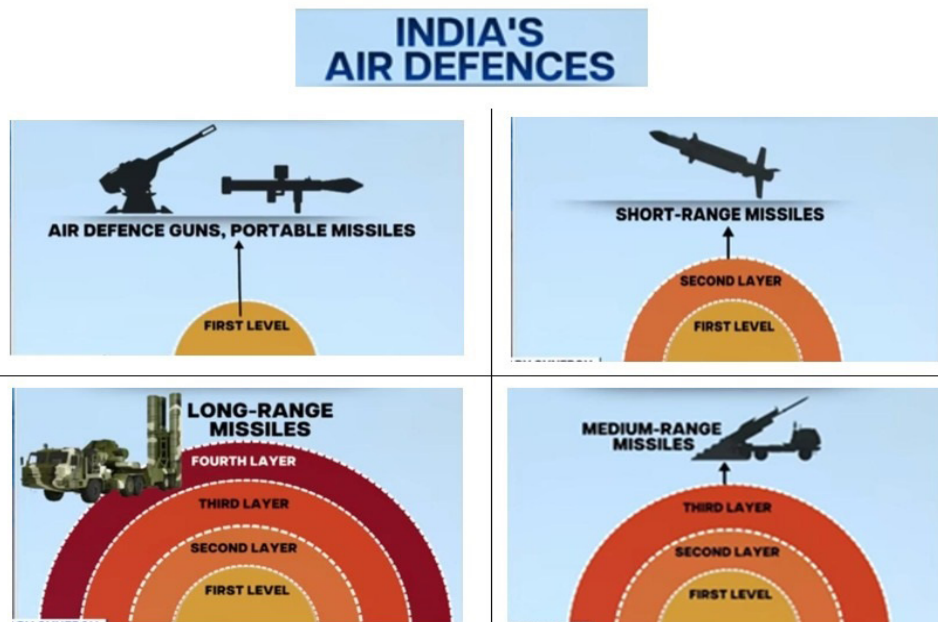 INDIA'S
AIR DEFENCES
AIR DEFENCE GUNS, PORTABLE MISSILES
FIRST LEVEL
SHORT-RANGE MISSILES
SECOND LAYER
FIRST LEVEL
LONG-RANGE
MISSILES
FOURTH LAYER
THIRD LAYER
SECOND LAYER
FIRST LEVEL
MEDIUM-RANGE
MISSILES
THIRD LAYER
SECOND LAYER
FIRST LEVEL